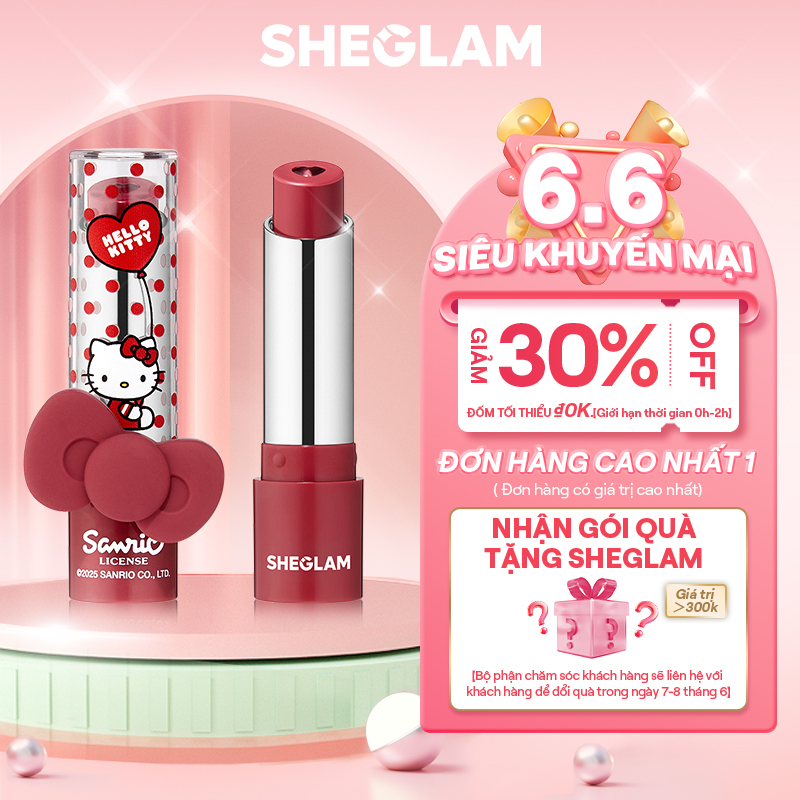 SHEGLAM
HELLO
KITTY
Sanrio
LICENSE
©2025 SANRIO CO., LTD.
SHEGLAM
6.6
SIÊU KHUYẾN MẠI
GIẢM
30%
OFF
ĐỐM TỐI THIỂU ₫0K.[Giới hạn thời gian 0h-2h]
ĐƠN HÀNG CAO NHẤT 1
( Đơn hàng có giá trị cao nhất)
NHẬN GÓI QUÀ
TẶNG SHEGLAM
Giá trị
>300k
? ? ? ?
[Bộ phận chăm sóc khách hàng sẽ liên hệ với
khách hàng để đổi quà trong ngày 7-8 tháng 6]